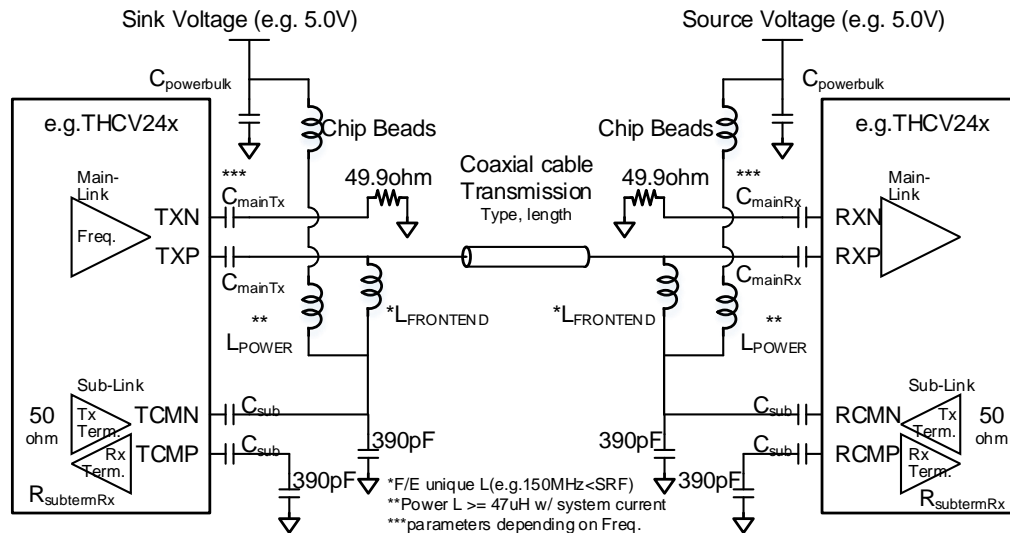 Sink Voltage (e.g. 5.0V)
Source Voltage (e.g. 5.0V)
Cpowerbulk
Cpowerbulk
e.g.THCV24x
Chip Beads
Chip Beads
e.g.THCV24x
Main-
Link
Freq.
***
CmainTx
TXN
TXP
CmainTx
49.9ohm
Coaxial cable
Transmission
Type, length
49.9ohm
***
CmainRx
RXN
RXP
CmainRx
Main-
Link
**
LPOWER
*LFRONTEND
*LFRONTEND
**
LPOWER
Sub-Link
50
ohm
Tx
Term.
Rx
Term.
TCMN
TCMP
Csub
Csub
RsubtermRx
390pF
390pF
390pF
390pF
Csub
Csub
RCMN
RCMP
Sub-Link
Tx
Term.
Rx
Term.
50
ohm
RsubtermRx
*F/E unique L(e.g.150MHz<SRF)
**Power L >= 47uH w/ system current
***parameters depending on Freq.